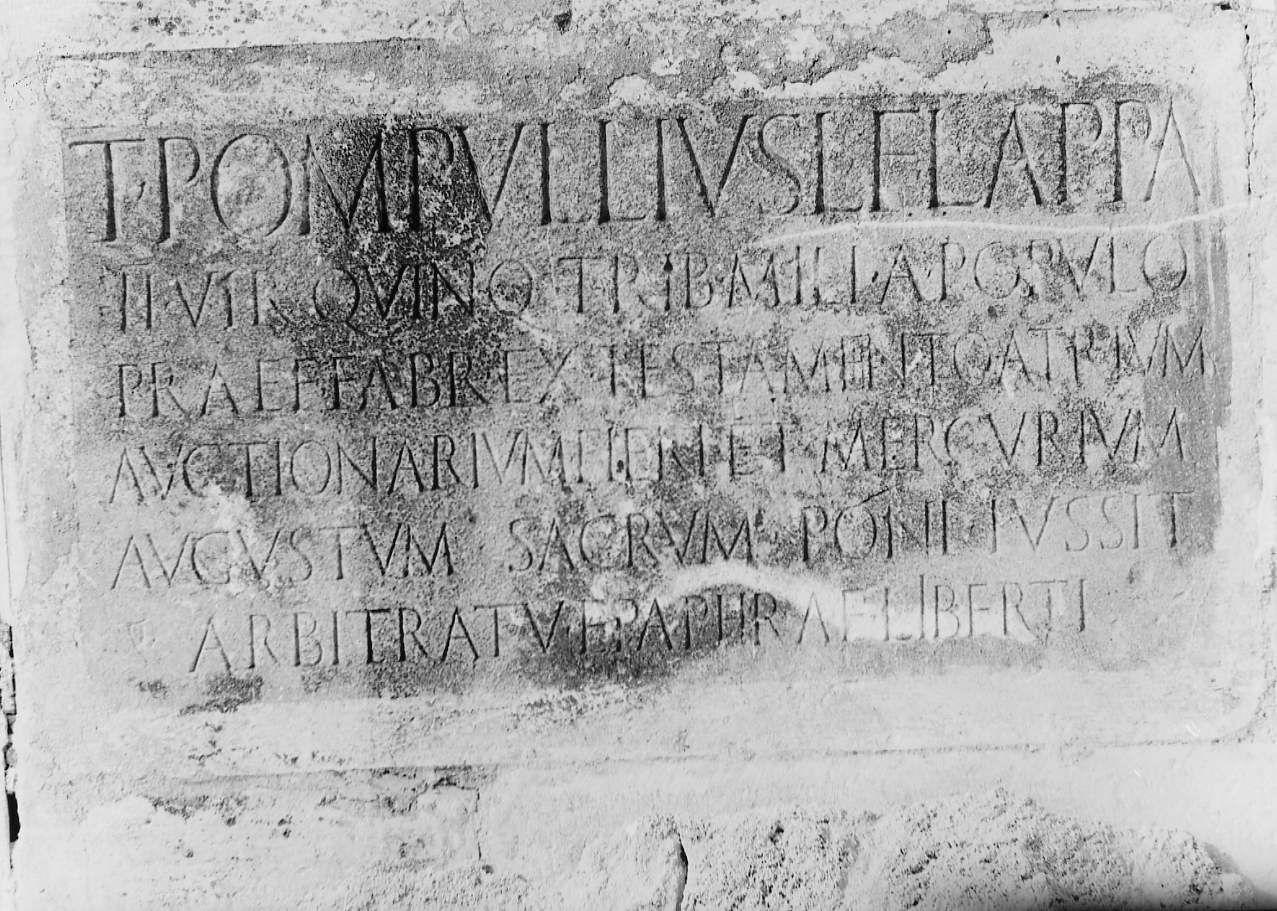 T·POMPVLLIVS L F LAPPA
II VIR QVINQ TRIB·MIL·A·POPVLO
PRAEF FABR EX TESTAMENTO ATRIVM
AVCTIONARIVM FIERI ET MERCVRIVM
AVGVSTVM SACRVM PONI IVSSIT
ARBITRATV EPAPHRAE LIBERTI